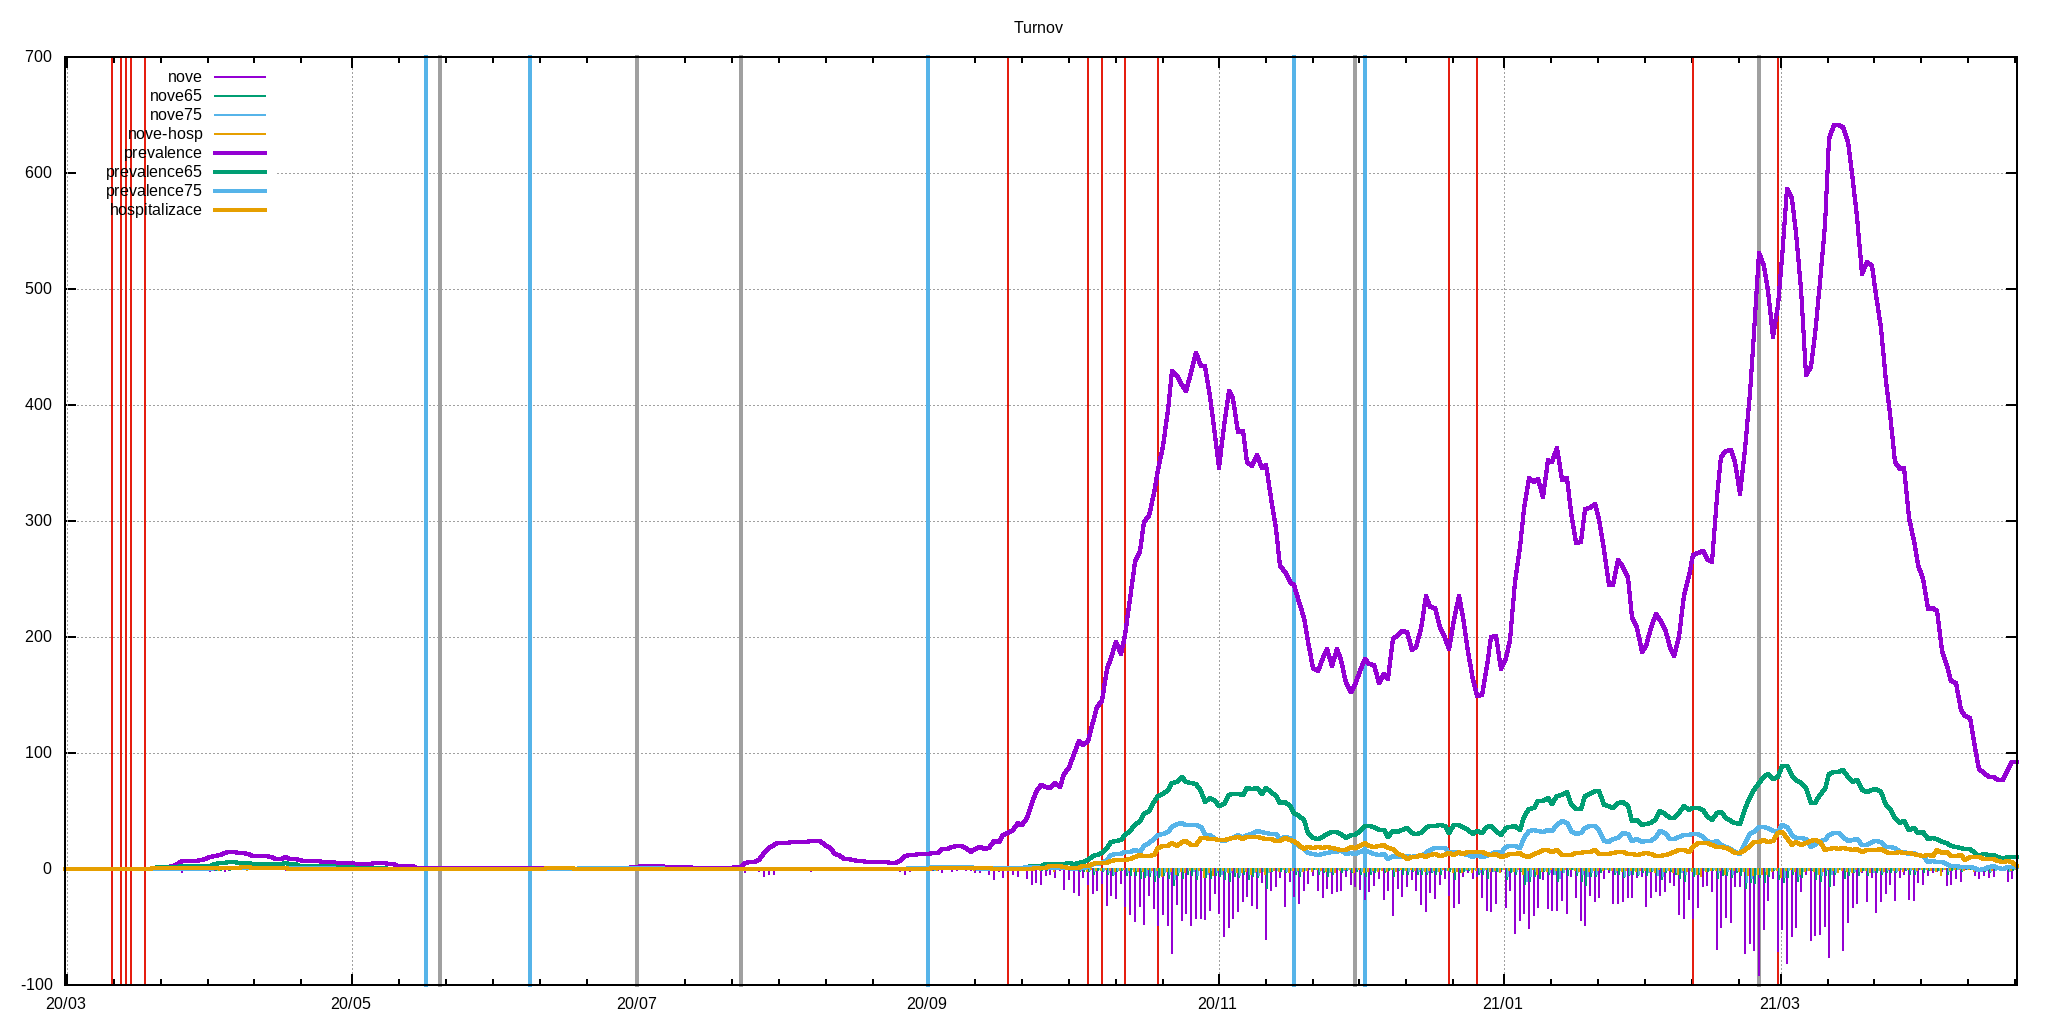 Turnov
700
600
500
400
300
200
100
0
-100
nove
nove65
nove75
nove-hosp
prevalence
prevalence65
prevalence75
hospitalizace
20/03 20/05 20/07 20/09 20/11 21/01 21/03